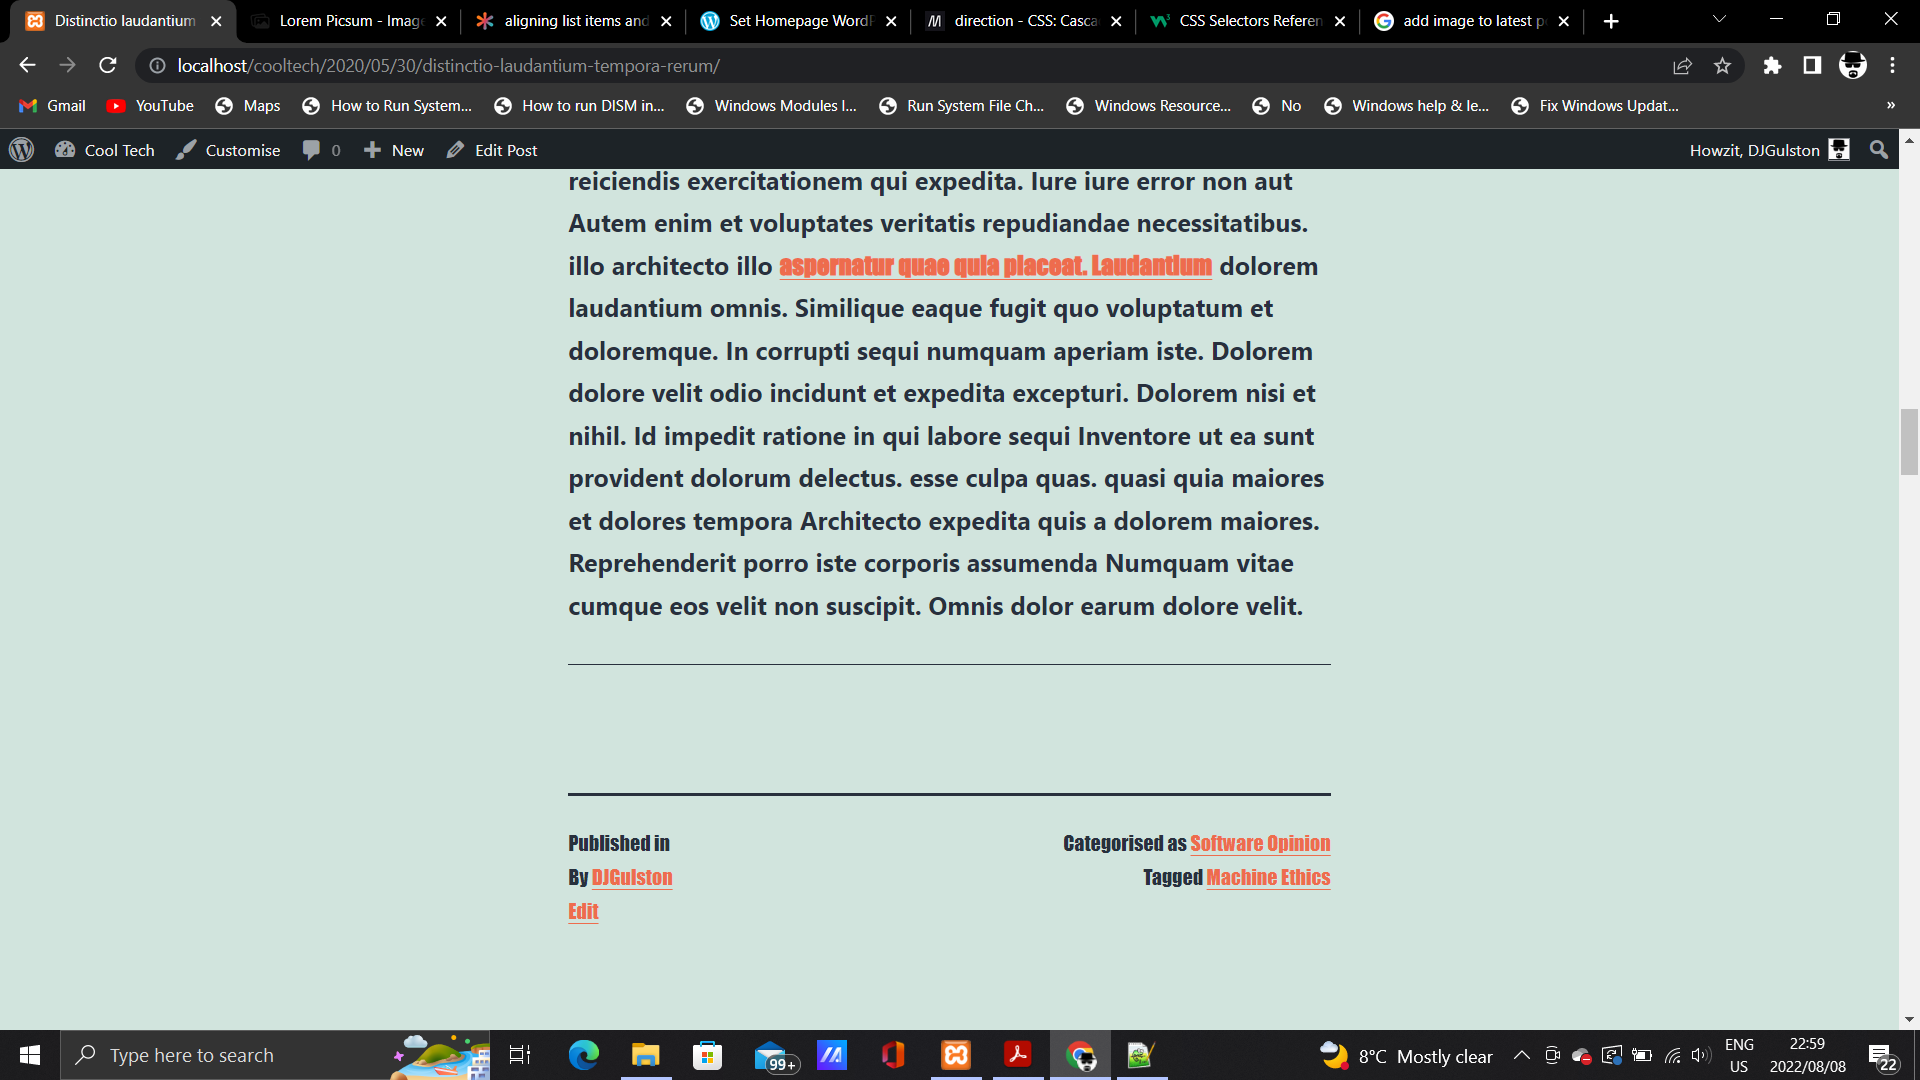 Distinctio laudantium
Lorem Picsum - Imag
aligning list items and
Set Homepage WordP
direction - CSS: Casca
CSS Selectors Referen
add image to latest p
localhost/cooltech/2020/05/30/distinctio-laudantium-tempora-rerum/
Gmail
YouTube
Maps
How to Run System...
How to run DISM in...
Windows Modules I...
Run System File Ch...
Windows Resource...
No
Windows help & le...
Fix Windows Updat...
»
Cool Tech
Customise
0
New
Edit Post
Howzit, DJGulston
reiciendis exercitationem qui expedita. Iure iure error non aut
Autem enim et voluptates veritatis repudiandae necessitatibus.
illo architecto illo aspernatur quae quia placeat. Laudantium dolorem
laudantium omnis. Similique eaque fugit quo voluptatum et
doloremque. In corrupti sequi numquam aperiam iste. Dolorem
dolore velit odio incidunt et expedita excepturi. Dolorem nisi et
nihil. Id impedit ratione in qui labore sequi Inventore ut ea sunt
provident dolorum delectus. esse culpa quas. quasi quia maiores
et dolores tempora Architecto expedita quis a dolorem maiores.
Reprehenderit porro iste corporis assumenda Numquam vitae
cumque eos velit non suscipit. Omnis dolor earum dolore velit.
Published in
By DJGulston
Edit
Categorised as Software Opinion
Tagged Machine Ethics
Type here to search
99+
8°C Mostly clear
ENG
US
22:59
2022/08/08
22